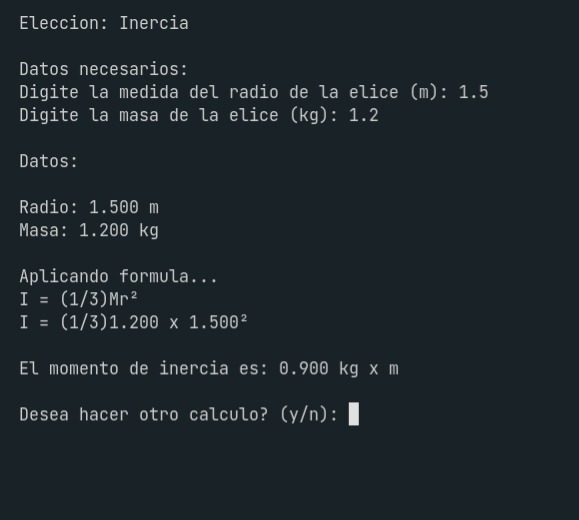 Eleccion: Inercia
Datos necesarios:
Digite la medida del radio de la elice (m): 1.5
Digite la masa de la elice (kg): 1.2
Datos:
Radio: 1.500 m
Masa: 1.200 kg
Aplicando formula...
I = (1/3)Mr²
I = (1/3)1.200 x 1.500²
El momento de inercia es: 0.900 kg x m
Desea hacer otro calculo? (y/n):